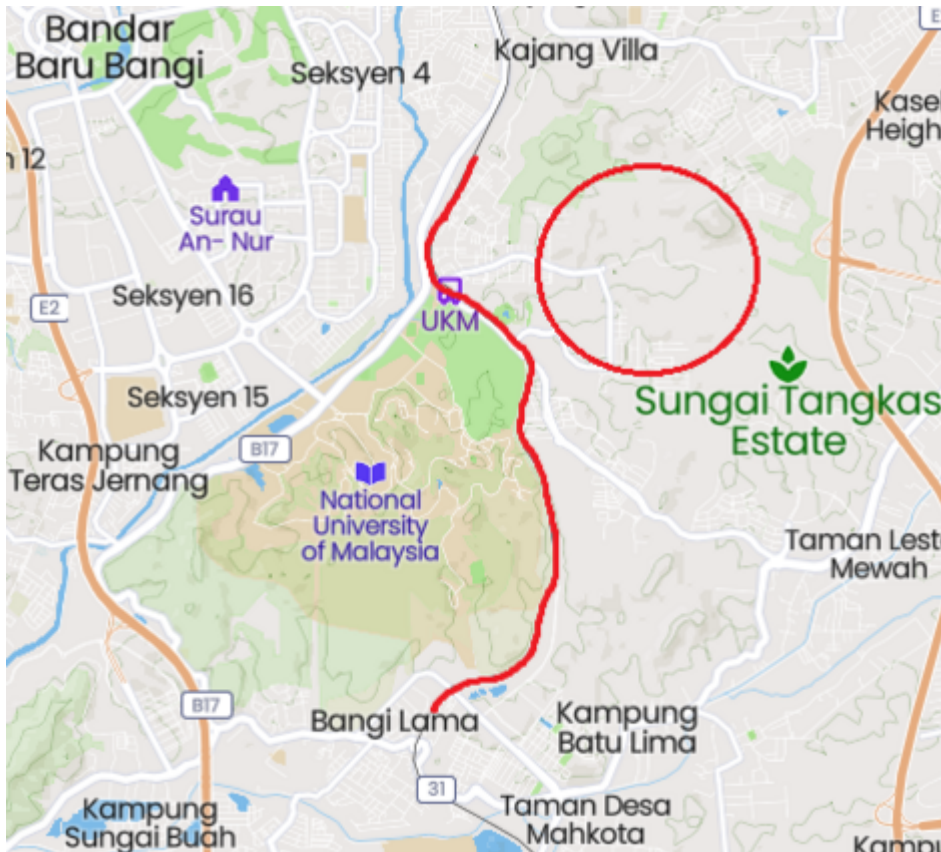 Bandar
Baru Bangi
Seksyen 4
Kajang Villa
Kase
Height
n 12
Surau
An- Nur
Seksyen 16
E2
UKM
Seksyen 15
Sungai Tangkas
Estate
Kampung
Teras Jernang
B17
National
University
of Malaysia
Taman Lest
Mewah
B17
Bangi Lama
Kampung
Batu Lima
31
Kampung
Sungai Buah
Taman Desa
Mahkota
Kampu